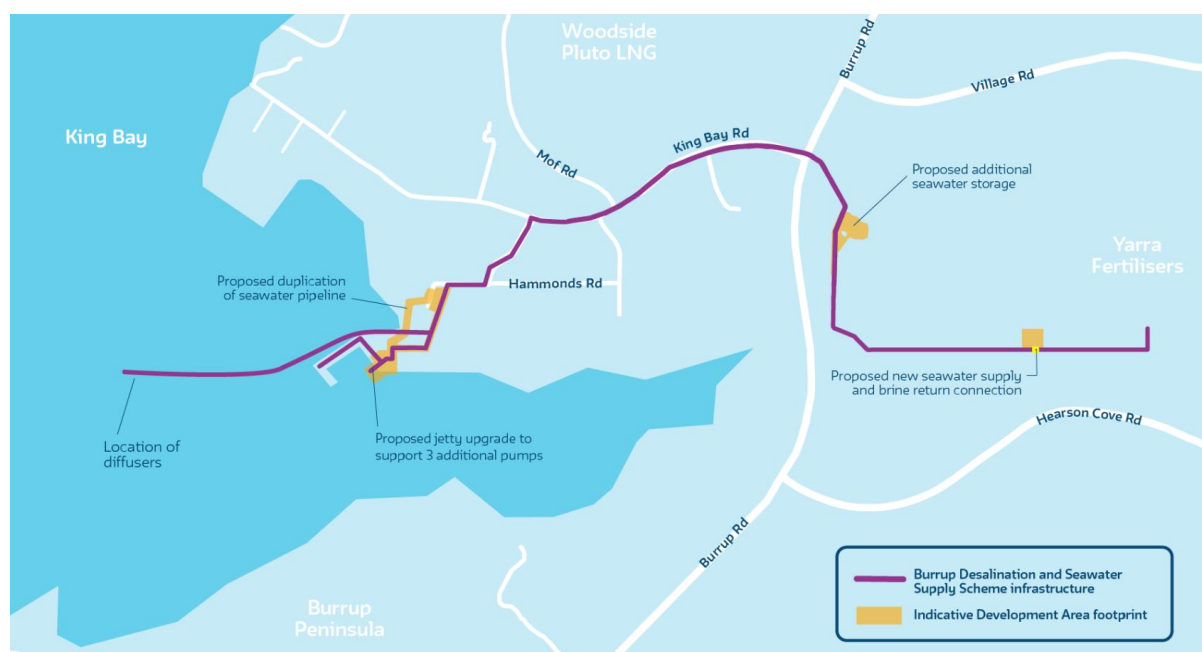 Woodside
Pluto LNG
Burrup Rd
Village Rd
King Bay
King Bay Rd
Mof Rd
Proposed additional
seawater storage
Yarra
Fertilisers
Proposed duplication
of seawater pipeline
Hammonds Rd
Proposed new seawater supply
and brine return connection
Hearson Cove Rd
Location of
diffusers
Proposed jetty upgrade to
support 3 additional pumps
Burrup Rd
Burrup
Peninsula
Burrup Desalination and Seawater
Supply Scheme infrastructure
Indicative Development Area footprint